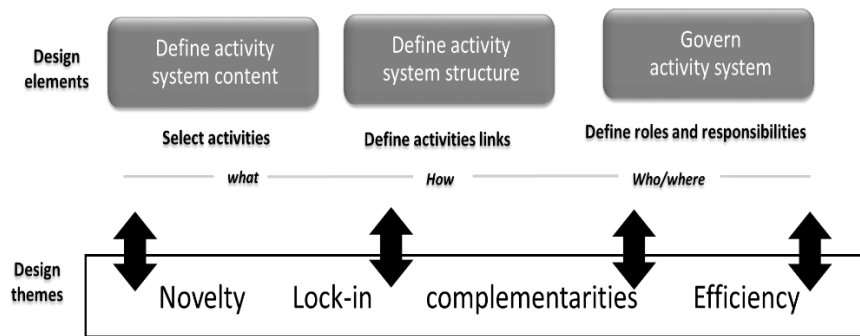 Design
elements
Define activity
system content
Define activity
system structure
Govern
activity system
Select activities
Define activities links
Define roles and responsibilities
what
How
Who/where
Design
themes
Novelty
Lock-in
complementarities
Efficiency